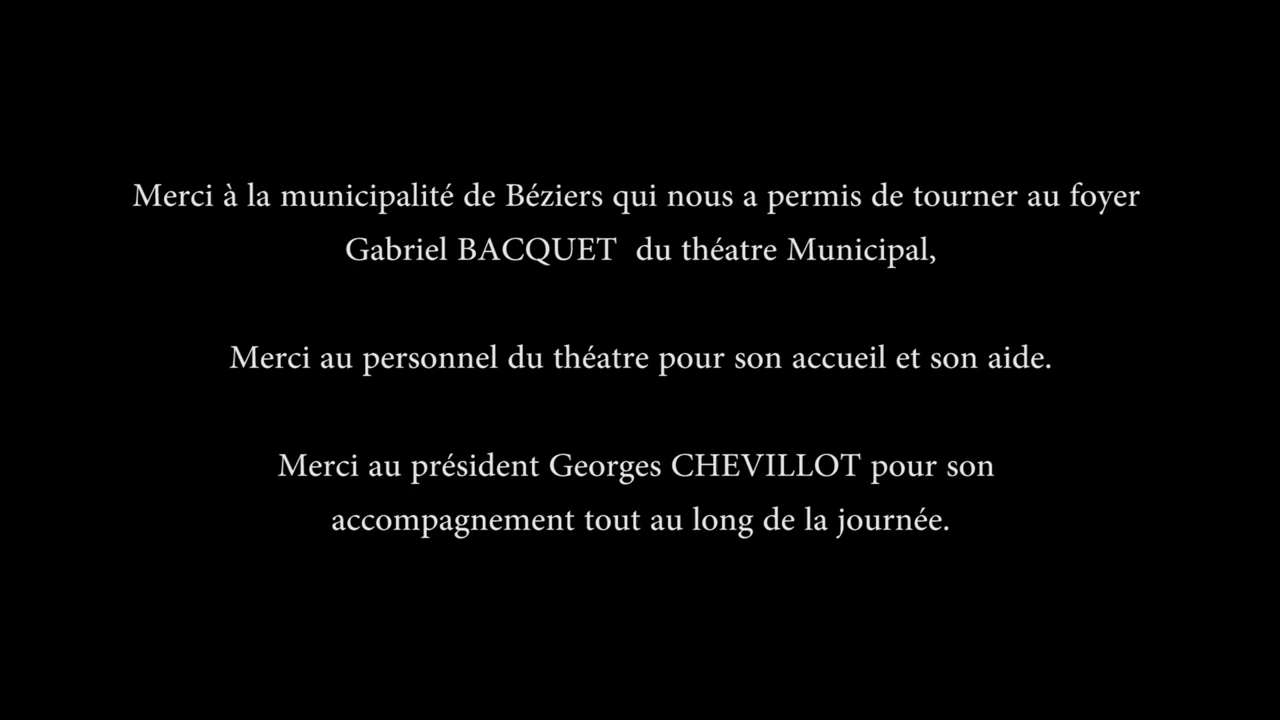 Merci à la municipalité de Béziers qui nous a permis de tourner au foyer
Gabriel BACQUET  du théatre Municipal,
Merci au personnel du théatre pour son accueil et son aide.
Merci au président Georges CHEVILLOT pour son
accompagnement tout au long de la journée.